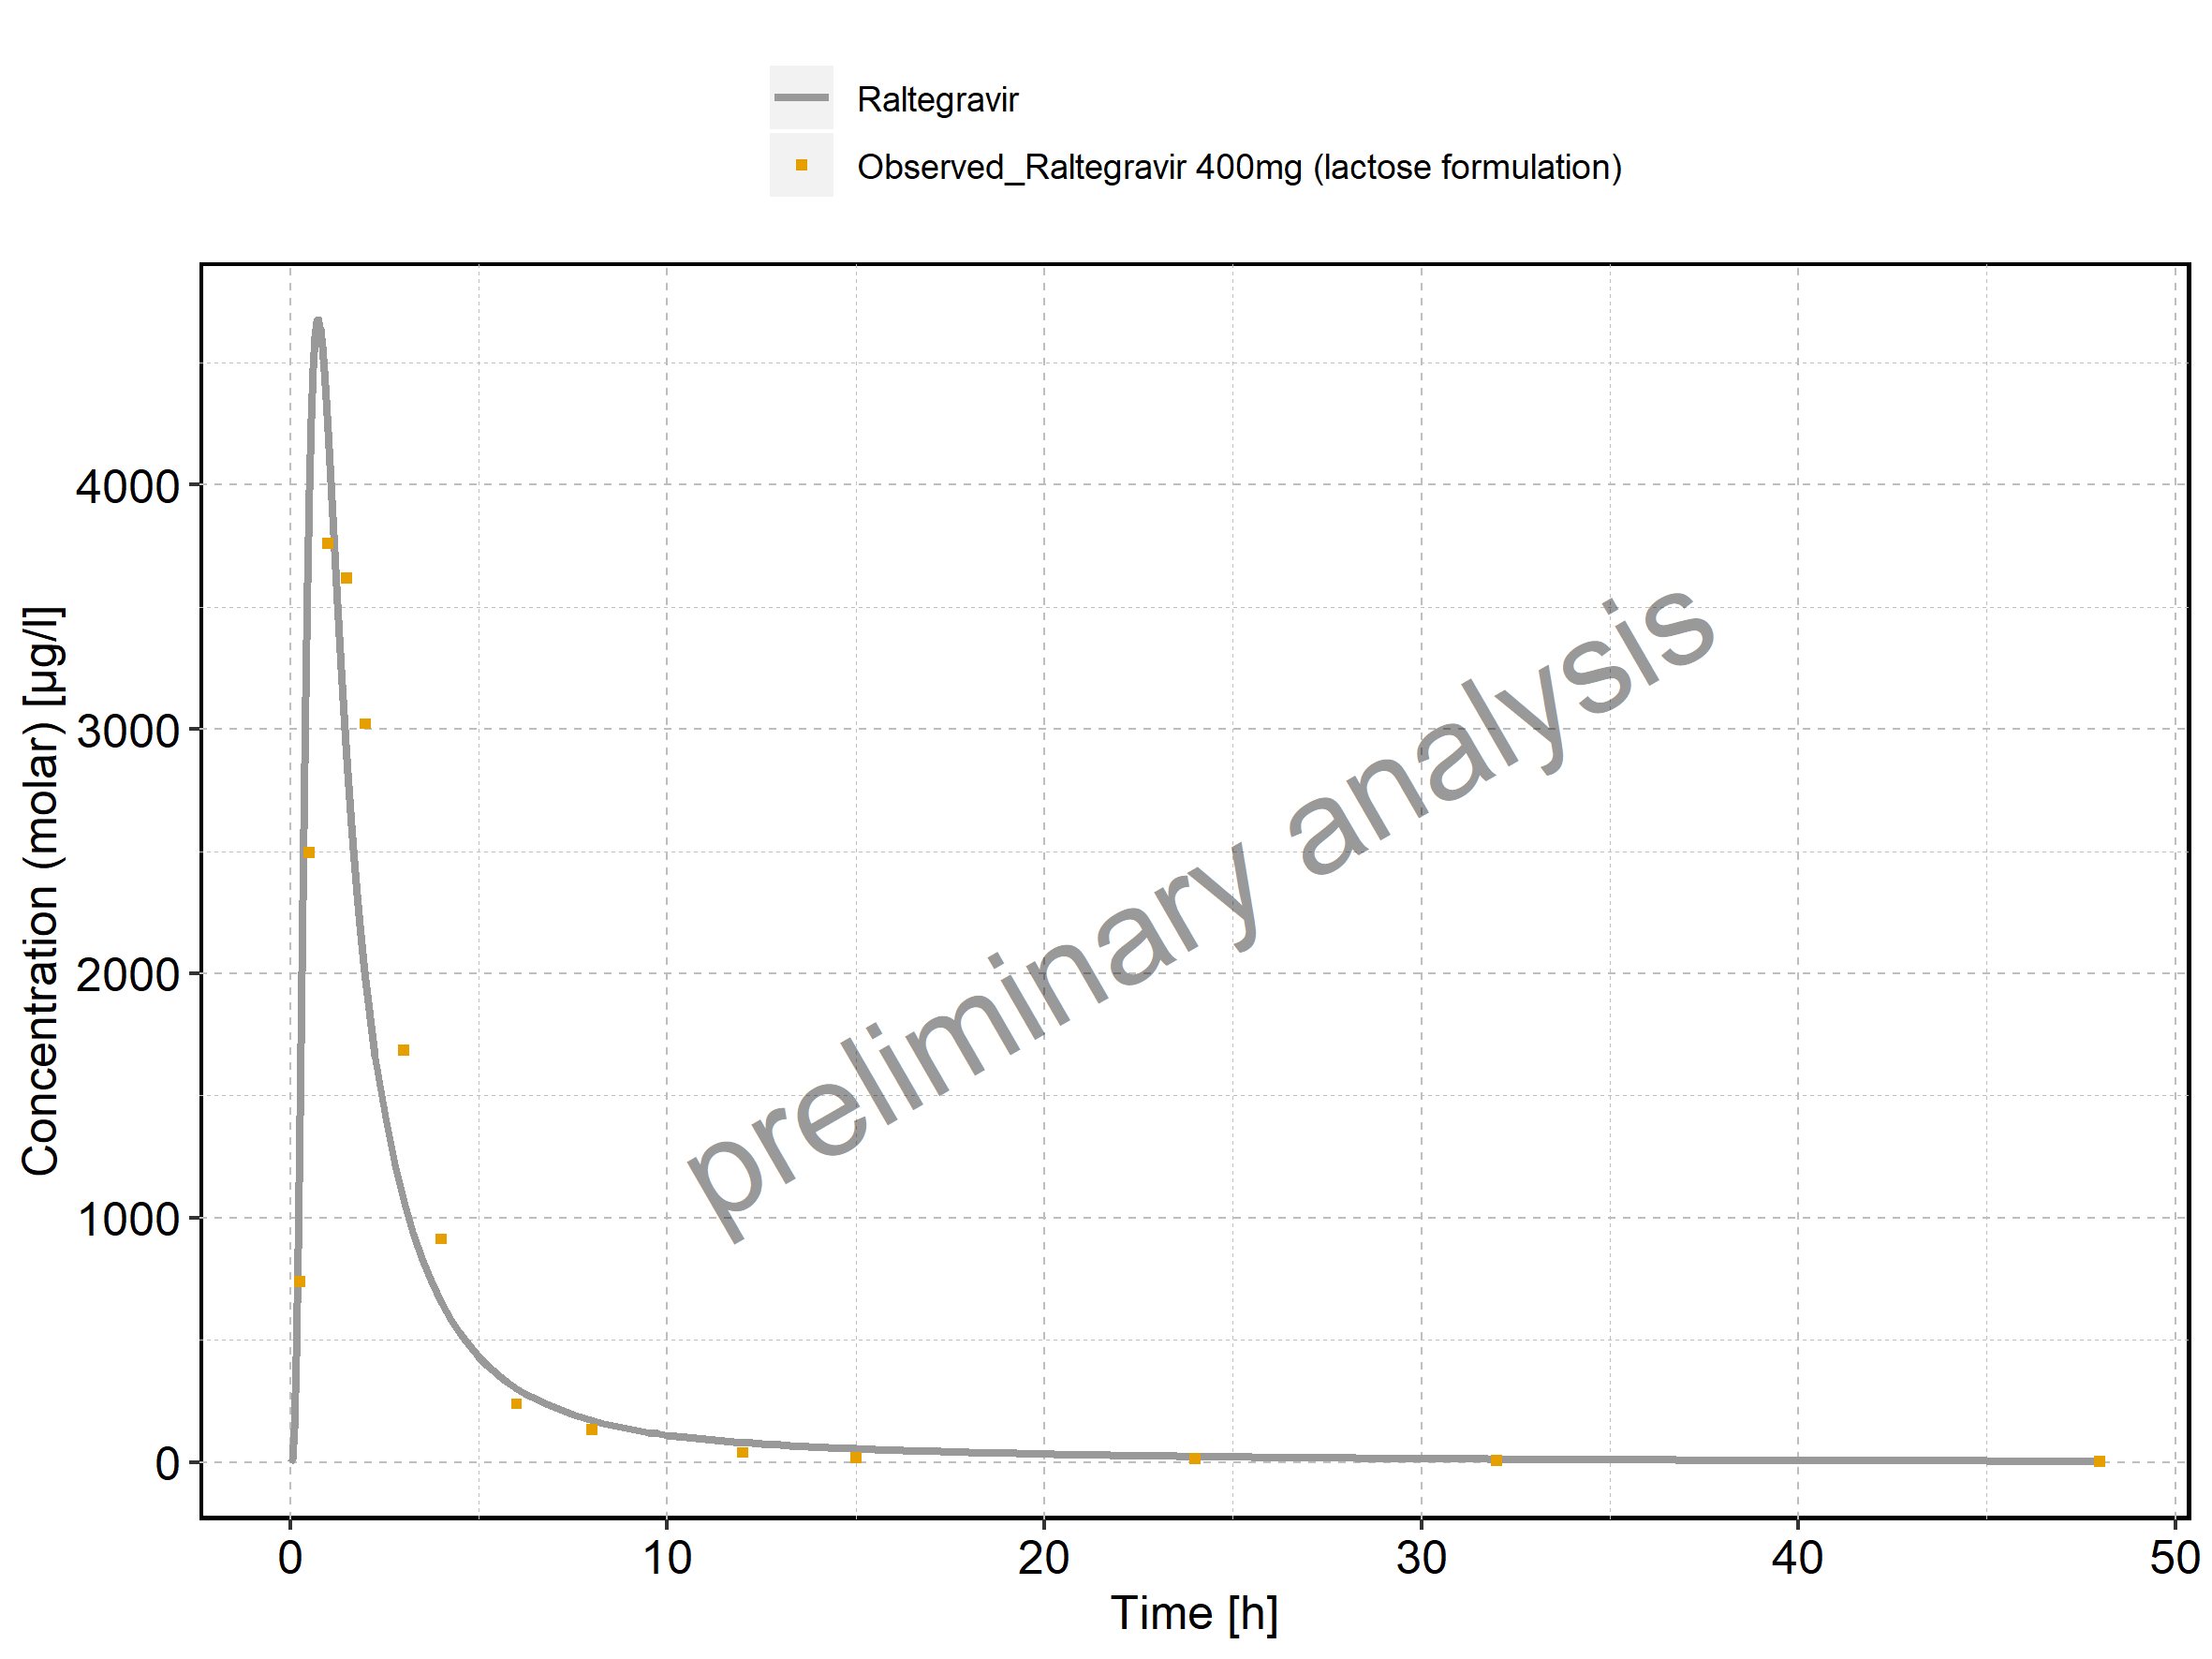 Raltegravir
Observed_Raltegravir 400mg (lactose formulation)
Concentration (molar) [µg/l]
4000
3000
2000
1000
0
preliminary analysis
0 10 20 30 40 50
Time [h]